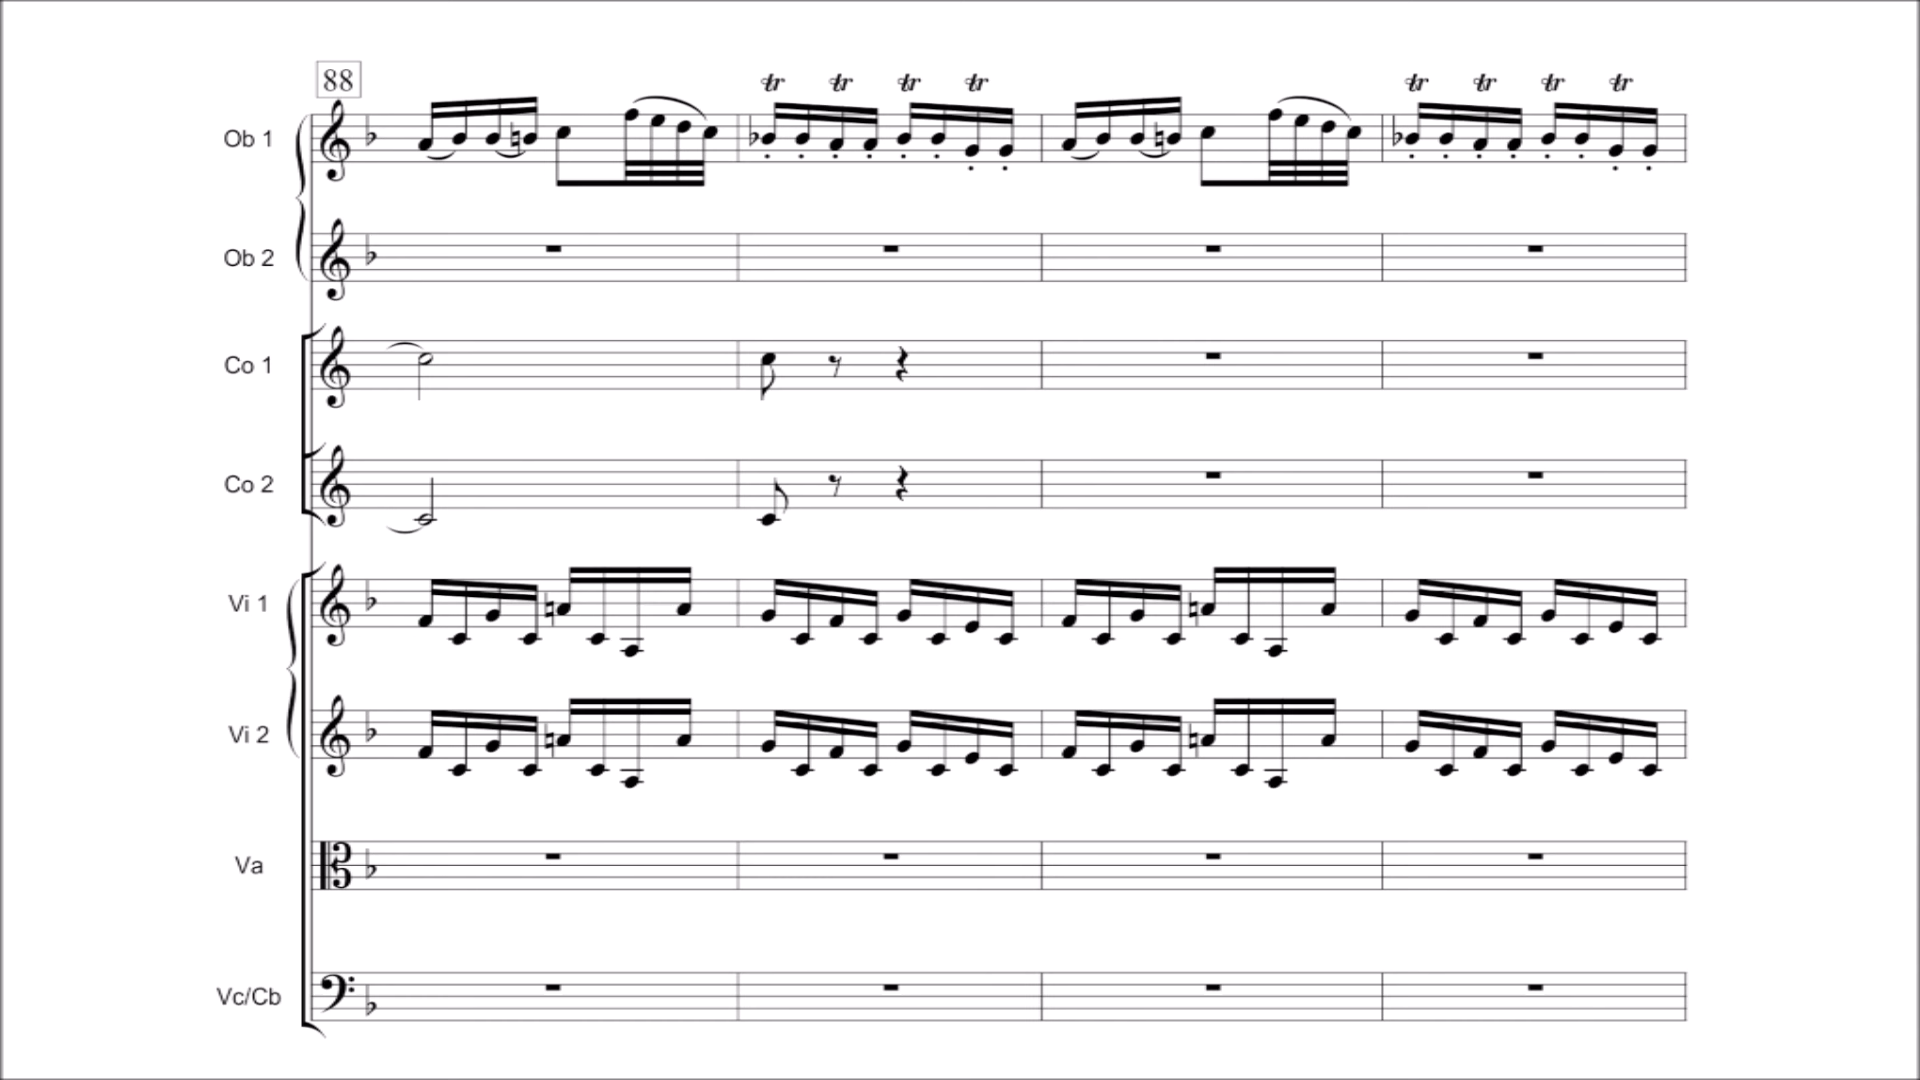 88
tr tr tr tr tr tr tr tr
Ob 1
Ob 2
Co 1
Co 2
Vi 1
Vi 2
Va
Vc/Cb